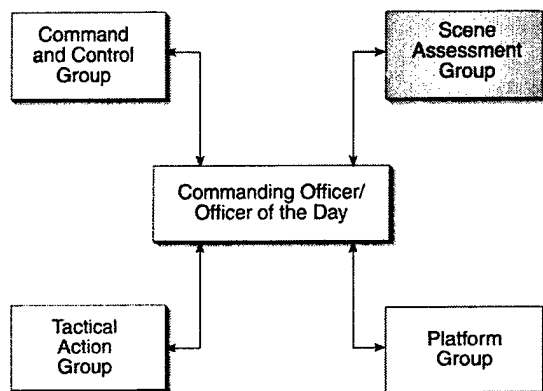 Command
and Control
Group
Scene
Assessment
Group
Commanding Officer/
Officer of the Day
Tactical
Action
Group
Platform
Group